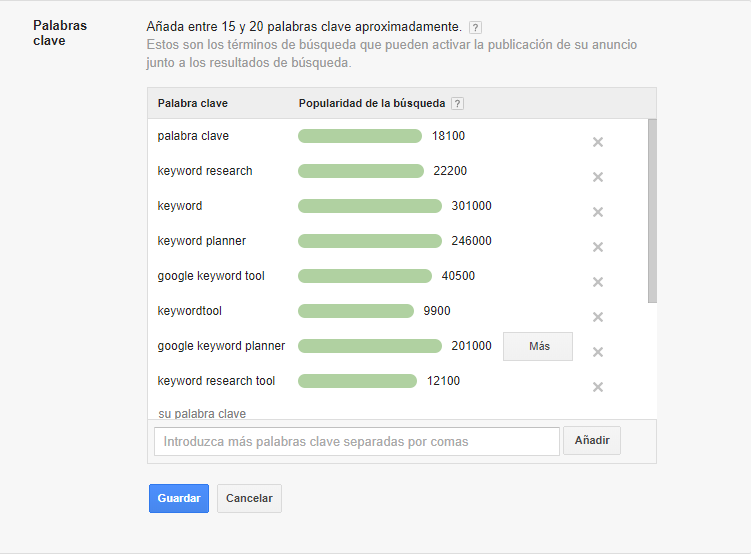 Palabras
clave
Añada entre 15 y 20 palabras clave aproximadamente. ?
Estos son los términos de búsqueda que pueden activar la publicación de su anuncio
junto a los resultados de búsqueda.
Palabra clave Popularidad de la búsqueda ?
palabra clave 18100
keyword research 22200
keyword 301000
keyword planner 246000
google keyword tool 40500
keywordtool 9900
google keyword planner 201000 Más
keyword research tool 12100
su palabra clave
Introduzca más palabras clave separadas por comas Añadir
Guardar Cancelar